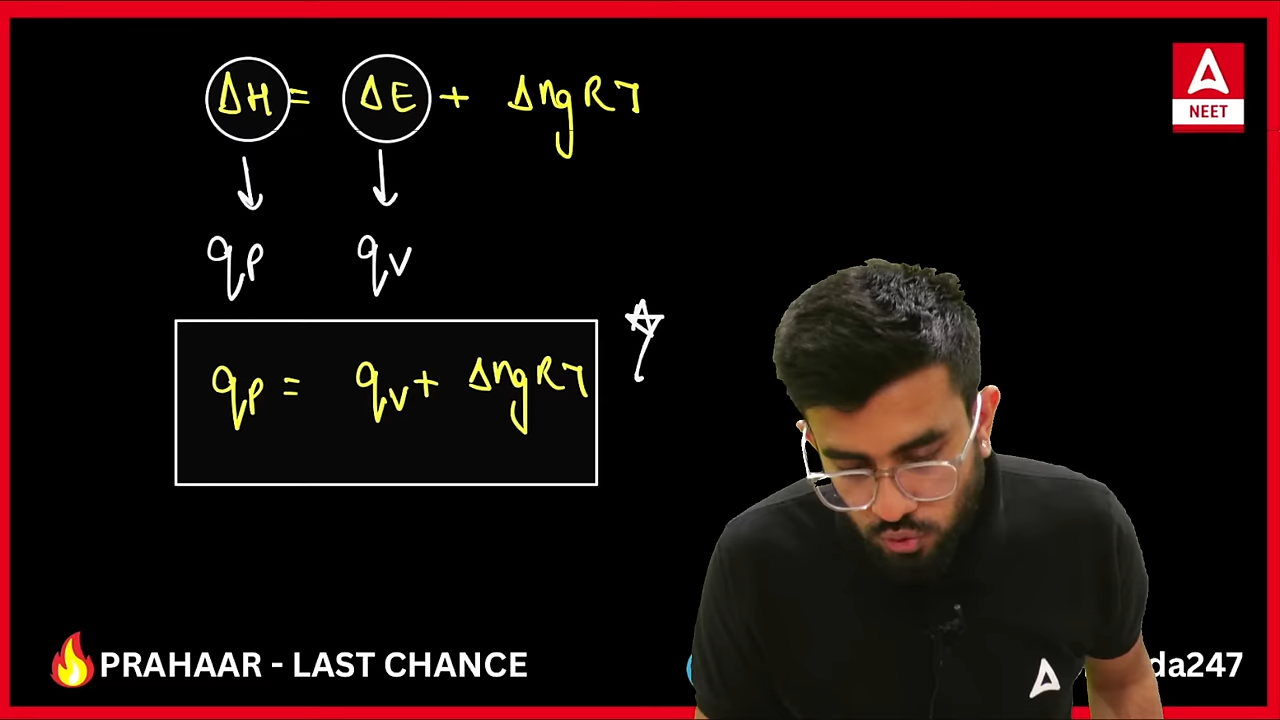 ΔH = ΔE + ΔngRT
qp qv
qp = qv + ΔngRT
NEET
PRAHAAR - LAST CHANCE
da247